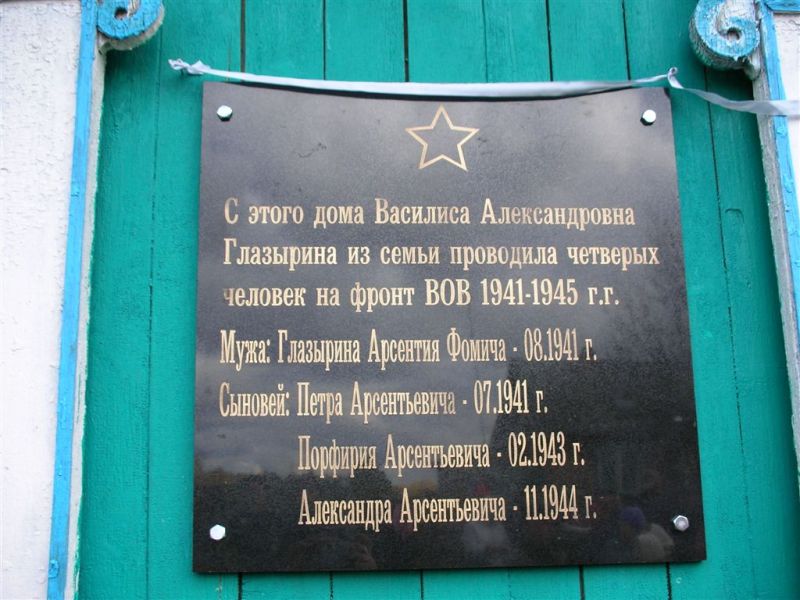 С этого дома Василиса Александровна
Глазырина из семьи проводила четверых
человек на фронт ВОВ 1941-1945 г.г.
Мужа: Глазырина Арсентия Фомича - 08.1941 г.
Сыновей: Петра Арсентьевича - 07.1941 г.
Порфирия Арсентьевича - 02.1943 г.
Александра Арсентьевича - 11.1944 г.